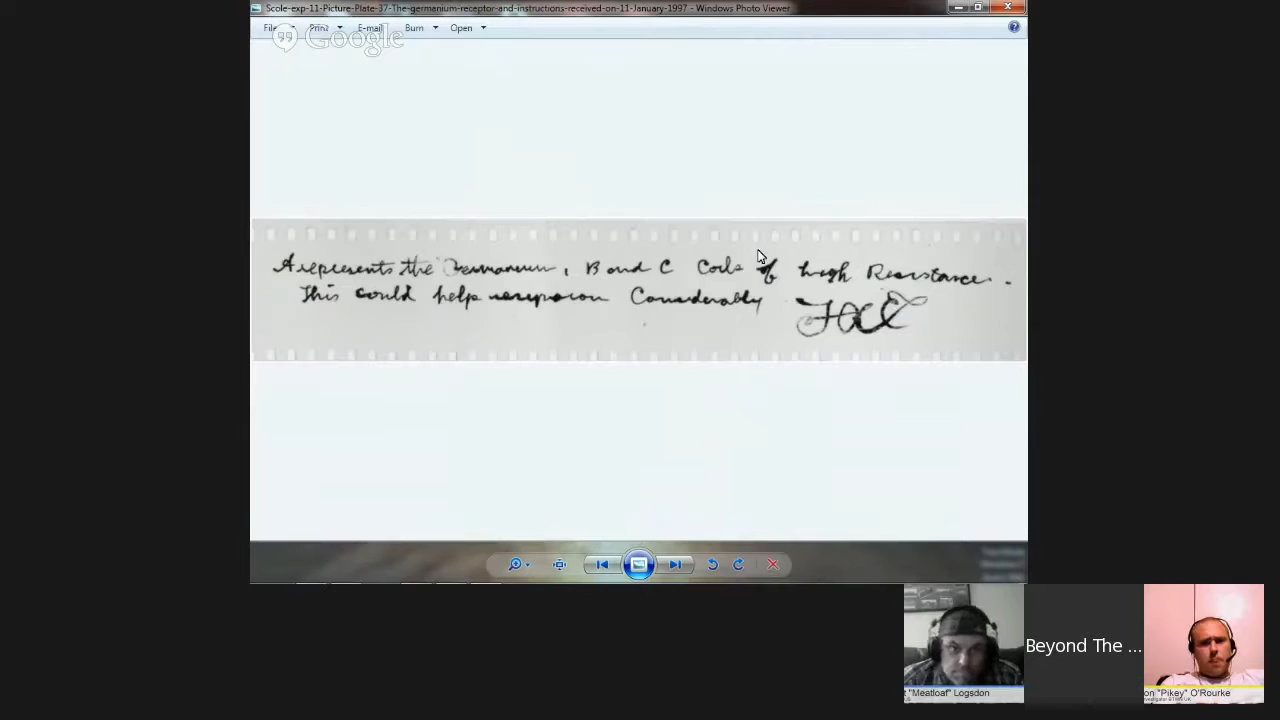 Scole-exp-11-Picture-Plate-37-The-germanium-receptor-and-instructions-received-on-11-January-1997 - Windows Photo Viewer
File Print E-mail Burn Open
Google
A represents the Germanium, B and C Coils of high Resistance.
This could help Considerably
Beyond The ...
t "Meatloaf" Logsdon
on "Pikey" O'Rourke